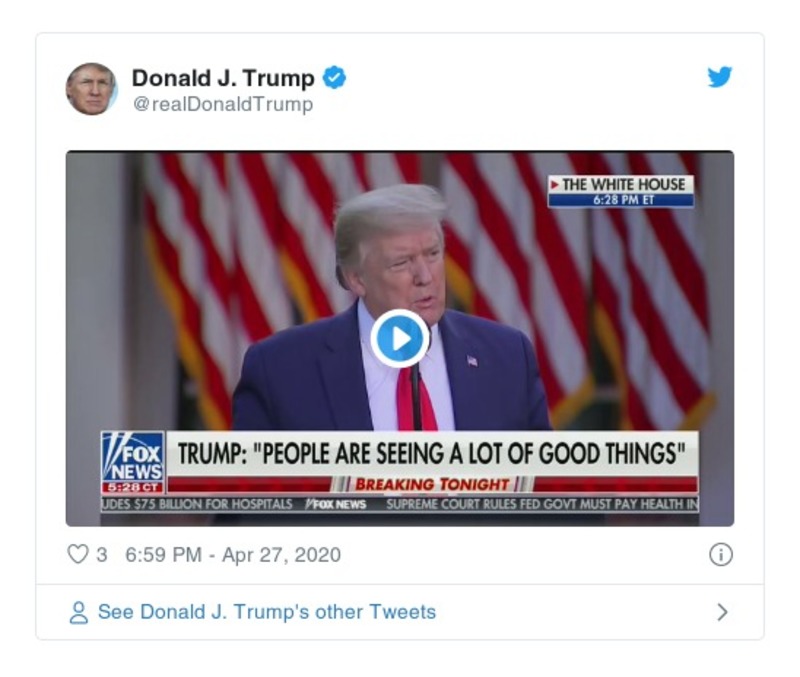 Donald J. Trump
@realDonaldTrump
THE WHITE HOUSE
6:28 PM ET
FOX
NEWS
5:28 CT
TRUMP: "PEOPLE ARE SEEING A LOT OF GOOD THINGS"
BREAKING TONIGHT
UDES $75 BILLION FOR HOSPITALS FOX NEWS SUPREME COURT RULES FED GOVT MUST PAY HEALTH IN
3 6:59 PM - Apr 27, 2020
See Donald J. Trump's other Tweets